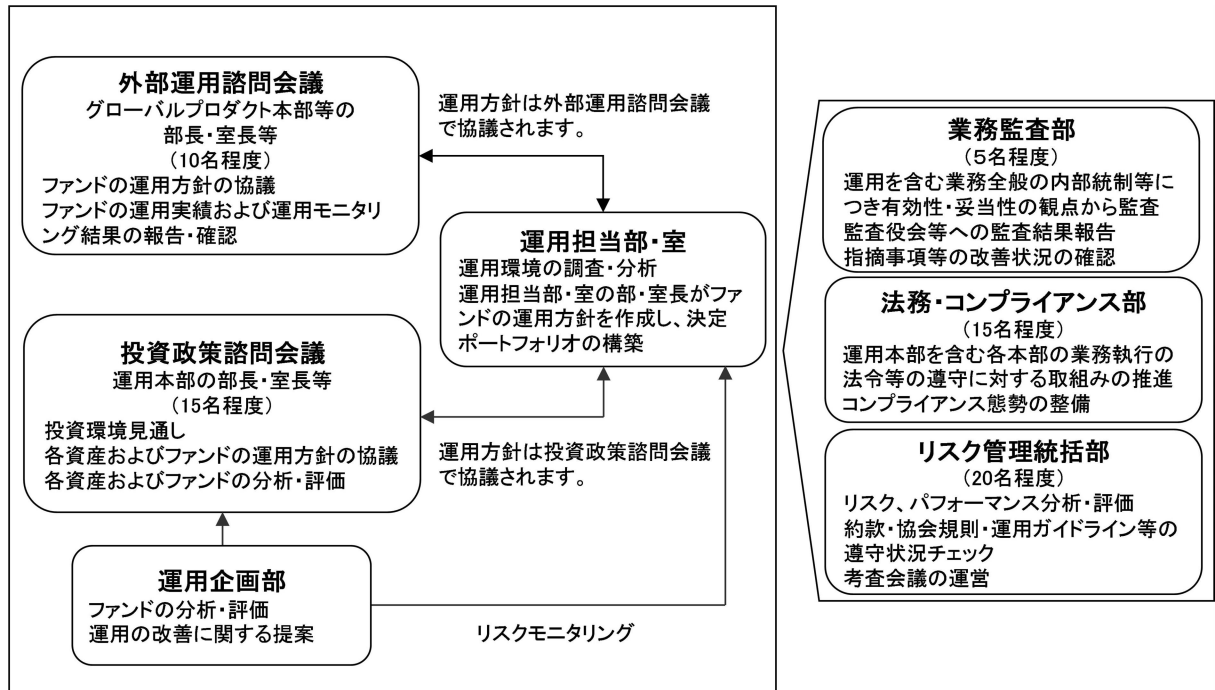 外部運用諮問会議
グローバルプロダクト本部等の
部長・室長等
(10名程度)
ファンドの運用方針の協議
ファンドの運用実績および運用モニタリ
ング結果の報告・確認
運用方針は外部運用諮問会議
で協議されます。
運用担当部・室
運用環境の調査・分析
運用担当部・室の部・室長がファ
ンドの運用方針を作成し、決定
ポートフォリオの構築
投資政策諮問会議
運用本部の部長・室長等
(15名程度)
投資環境見通し
各資産およびファンドの運用方針の協議
各資産およびファンドの分析・評価
運用方針は投資政策諮問会議
で協議されます。
運用企画部
ファンドの分析・評価
運用の改善に関する提案
リスクモニタリング
業務監査部
(5名程度)
運用を含む業務全般の内部統制等に
つき有効性・妥当性の観点から監査
監査役会等への監査結果報告
指摘事項等の改善状況の確認
法務・コンプライアンス部
(15名程度)
運用本部を含む各本部の業務執行の
法令等の遵守に対する取組みの推進
コンプライアンス態勢の整備
リスク管理統括部
(20名程度)
リスク、パフォーマンス分析・評価
約款・協会規則・運用ガイドライン等の
遵守状況チェック
考査会議の運営